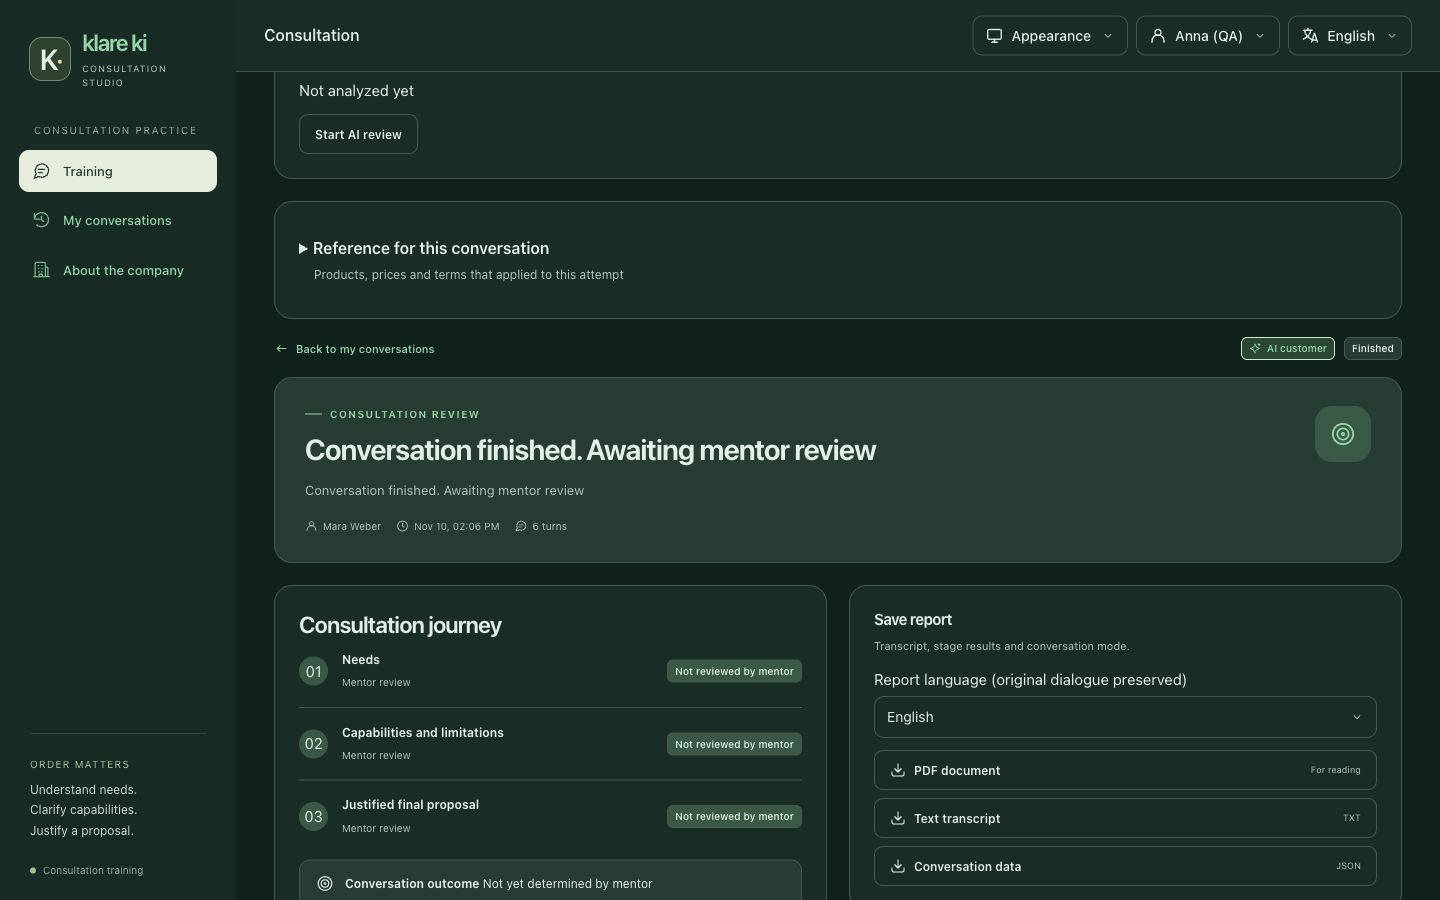 K.
klare ki
CONSULTATION
STUDIO
CONSULTATION PRACTICE
Training
My conversations
About the company
ORDER MATTERS
Understand needs.
Clarify capabilities.
Justify a proposal.
Consultation training
Consultation
Appearance
Anna (QA)
English
Not analyzed yet
Start AI review
Reference for this conversation
Products, prices and terms that applied to this attempt
Back to my conversations
AI customer
Finished
CONSULTATION REVIEW
Conversation finished. Awaiting mentor review
Conversation finished. Awaiting mentor review
Mara Weber
Nov 10, 02:06 PM
6 turns
Consultation journey
01
Needs
Mentor review
Not reviewed by mentor
02
Capabilities and limitations
Mentor review
Not reviewed by mentor
03
Justified final proposal
Mentor review
Not reviewed by mentor
Conversation outcome Not yet determined by mentor
Save report
Transcript, stage results and conversation mode.
Report language (original dialogue preserved)
English
PDF document
For reading
Text transcript
TXT
Conversation data
JSON